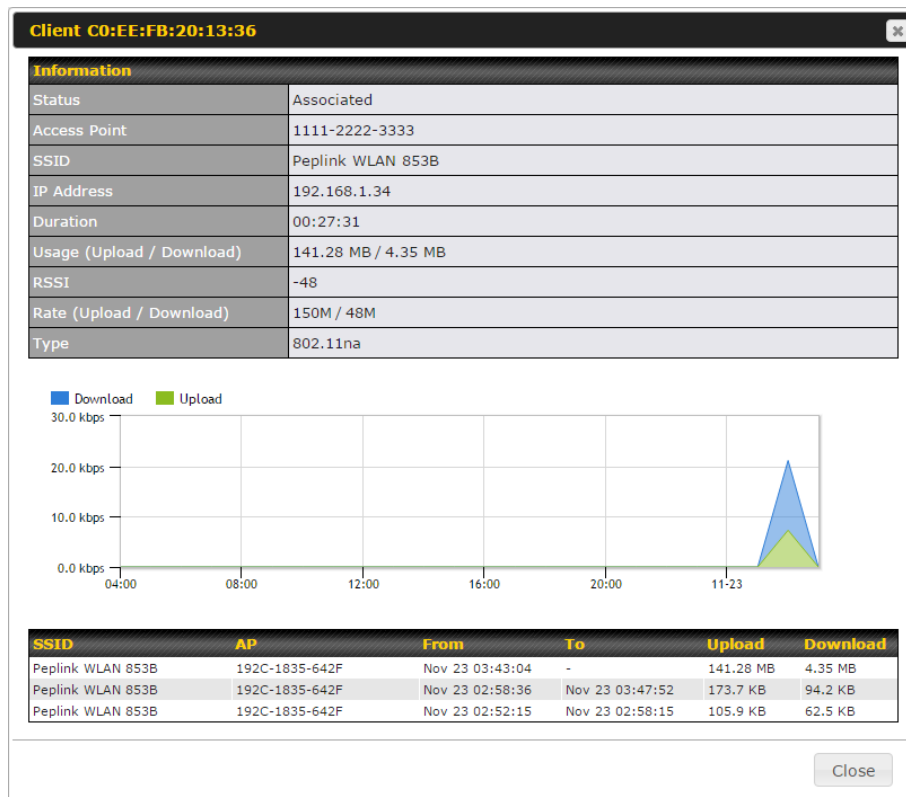 Client C0:EE:FB:20:13:36
Information
Status Associated
Access Point 1111-2222-3333
SSID Peplink WLAN 853B
IP Address 192.168.1.34
Duration 00:27:31
Usage (Upload / Download) 141.28 MB / 4.35 MB
RSSI -48
Rate (Upload / Download) 150M / 48M
Type 802.11na
Download Upload
30.0 kbps
20.0 kbps
10.0 kbps
0.0 kbps
04:00 08:00 12:00 16:00 20:00 11-23
SSID AP From To Upload Download
Peplink WLAN 853B 192C-1835-642F Nov 23 03:43:04 - 141.28 MB 4.35 MB
Peplink WLAN 853B 192C-1835-642F Nov 23 02:58:36 Nov 23 03:47:52 173.7 KB 94.2 KB
Peplink WLAN 853B 192C-1835-642F Nov 23 02:52:15 Nov 23 02:58:15 105.9 KB 62.5 KB
Close